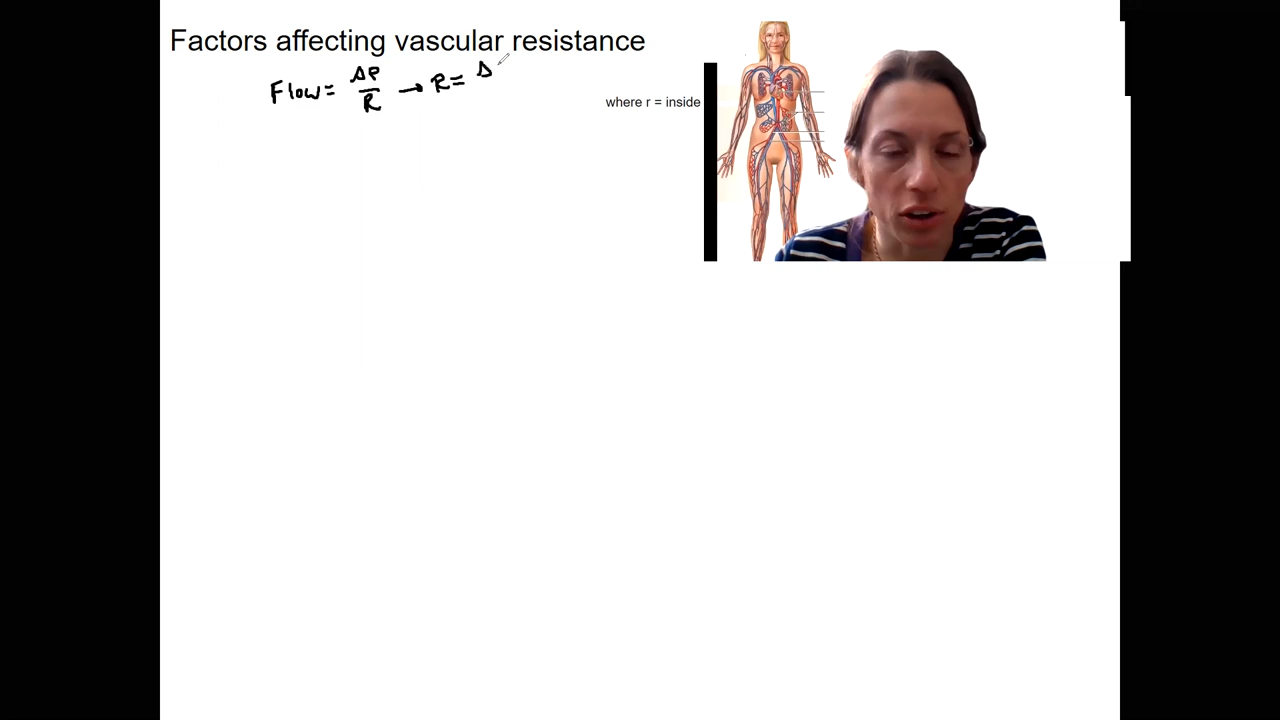 Factors affecting vascular resistance
Flow = ΔP/R → R = Δ
where r = inside